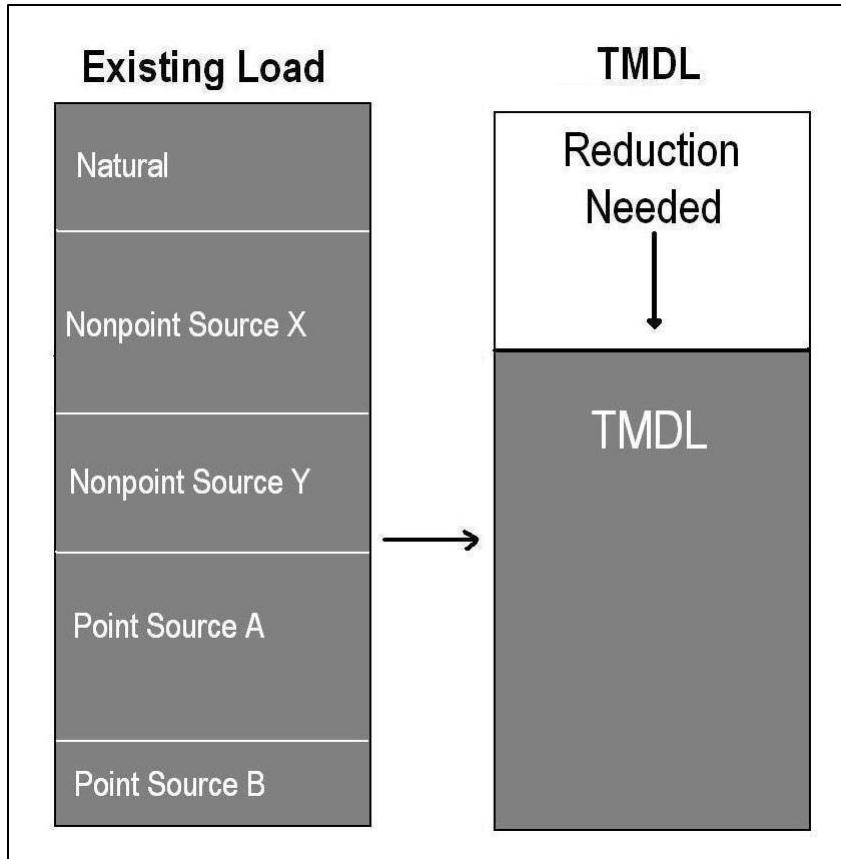 Existing Load
Natural
Nonpoint Source X
Nonpoint Source Y
Point Source A
Point Source B
TMDL
Reduction
Needed
TMDL